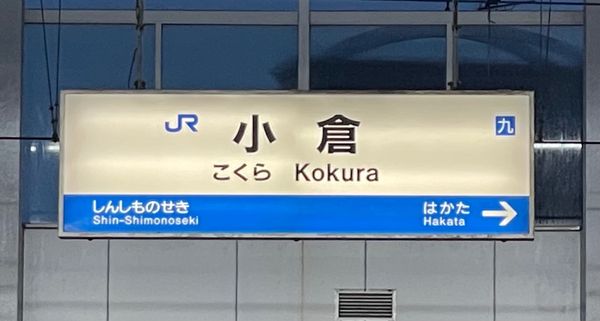 JR 小倉 九
こくら Kokura
しんしものせき はかた
Shin-Shimonoseki Hakata